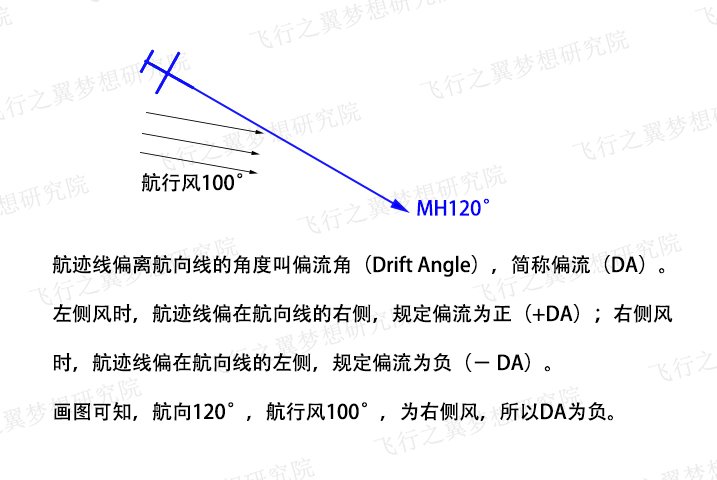 航行风100°
MH120°
航迹线偏离航向线的角度叫偏流角（Drift Angle），简称偏流（DA）。
左侧风时，航迹线偏在航向线的右侧，规定偏流为正（+DA）；右侧风
时，航迹线偏在航向线的左侧，规定偏流为负（－ DA）。
画图可知，航向120°，航行风100°，为右侧风，所以DA为负。
飞行之翼梦想研究院